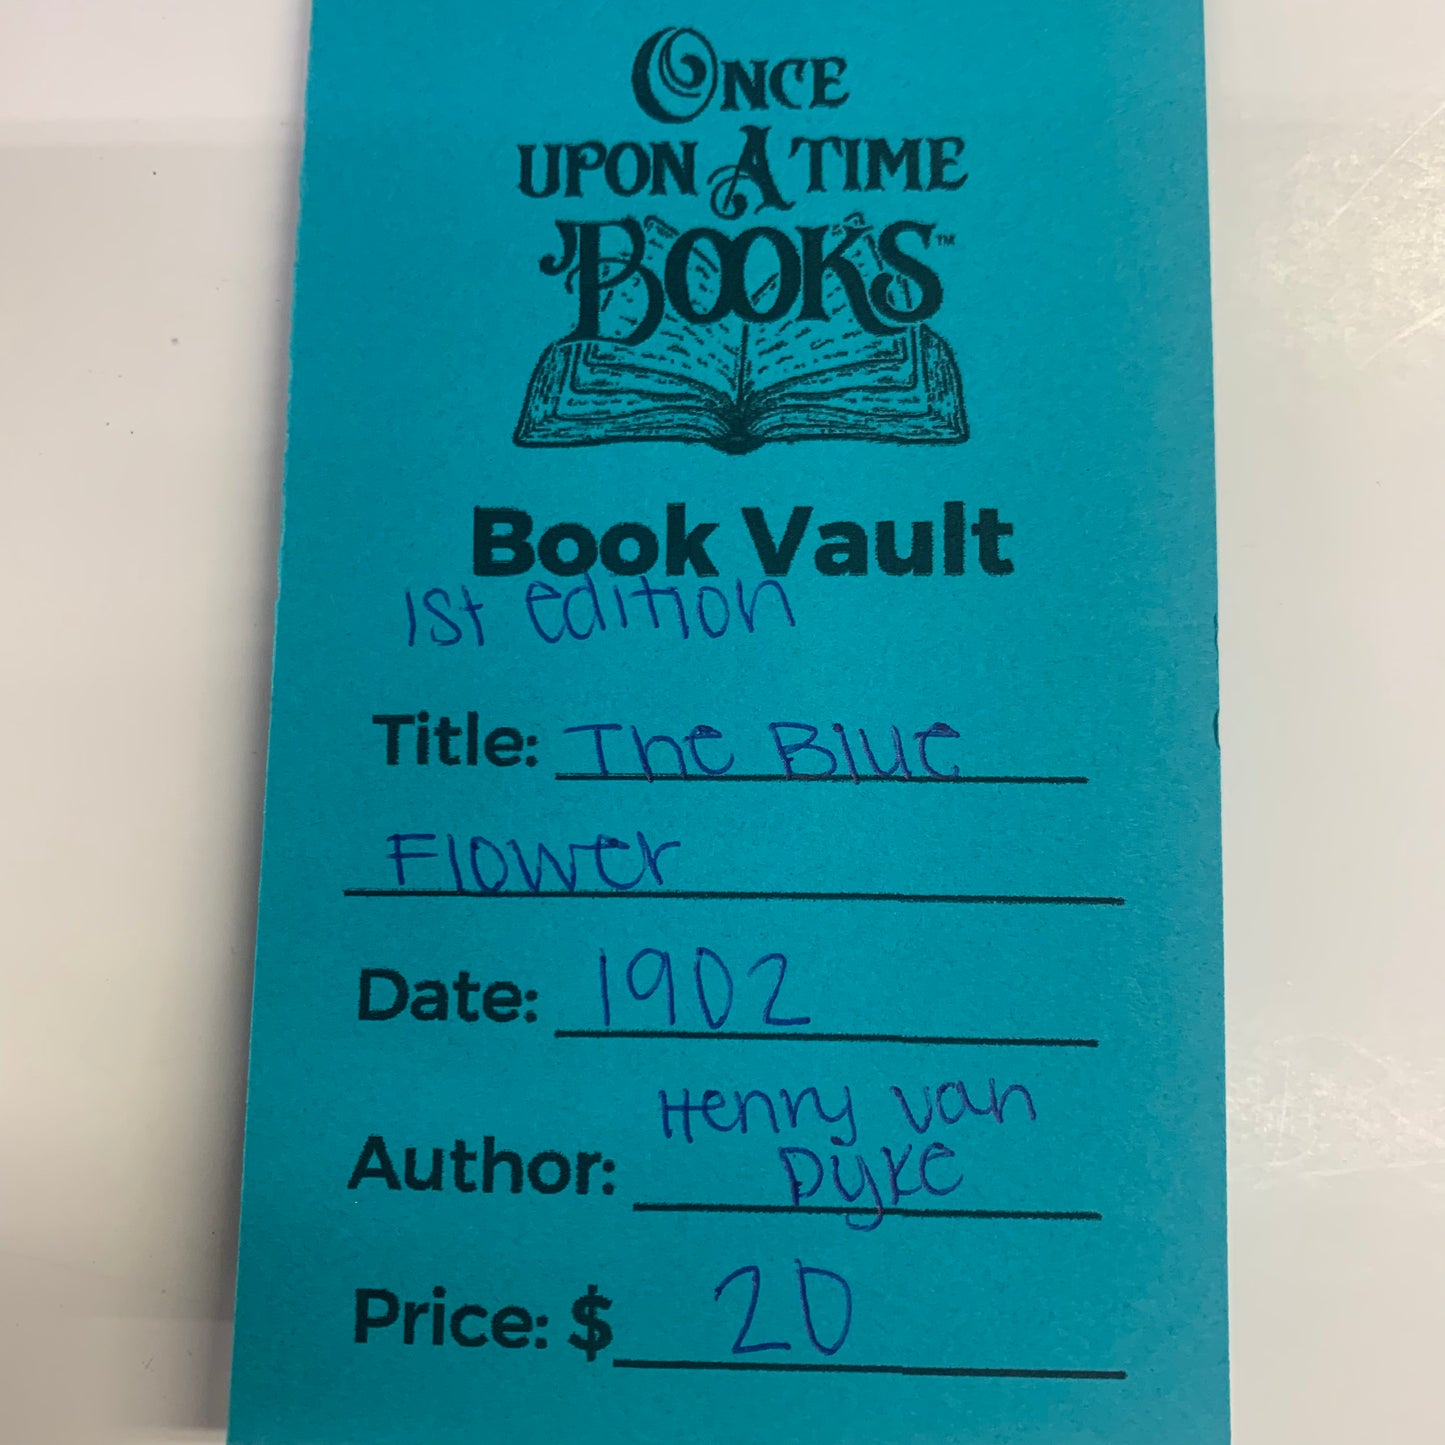 ONCE
UPON A TIME
BOOKS™
Book Vault
1st edition
Title: The Blue
Flower
Date: 1902
Henry van
Author: Dyke
Price: $ 20